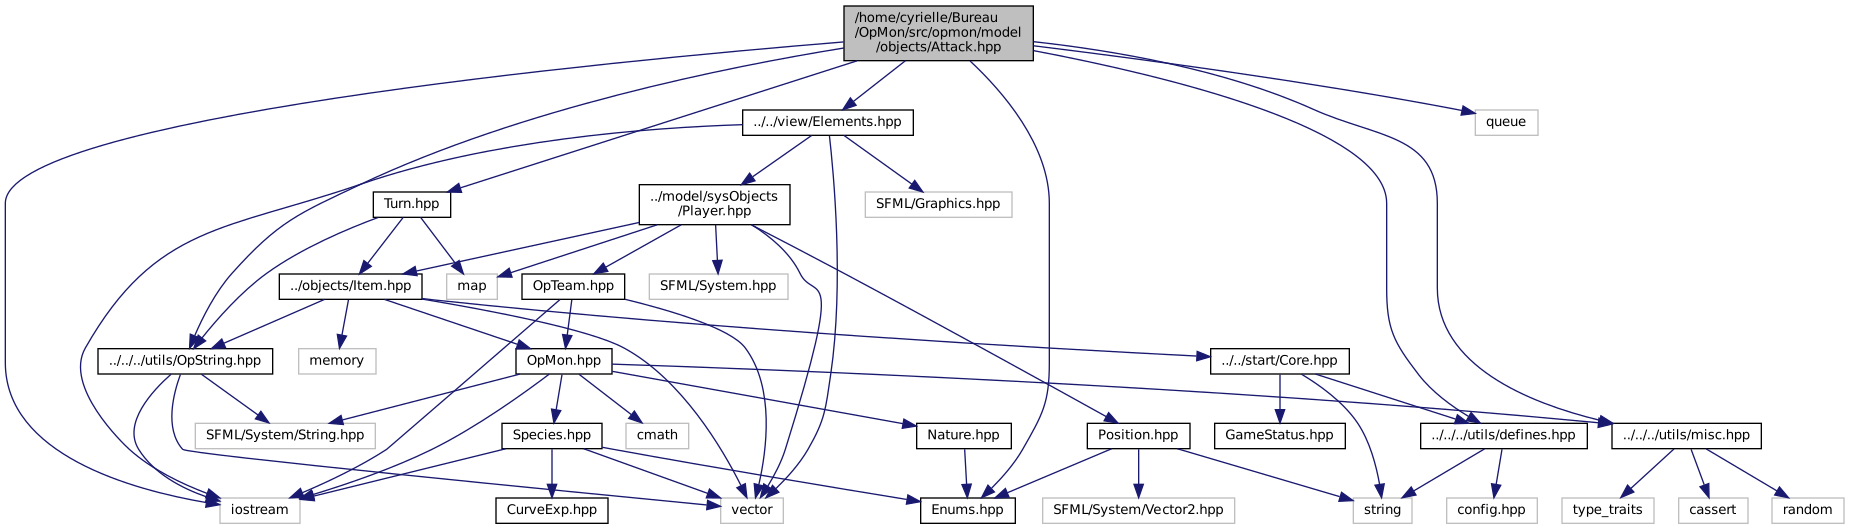 /home/cyrielle/Bureau
/OpMon/src/opmon/model
/objects/Attack.hpp
../../view/Elements.hpp
queue
Turn.hpp
../model/sysObjects
/Player.hpp
SFML/Graphics.hpp
../objects/Item.hpp
map
OpTeam.hpp
SFML/System.hpp
../../../utils/OpString.hpp
memory
OpMon.hpp
../../start/Core.hpp
SFML/System/String.hpp
Species.hpp
cmath
Nature.hpp
Position.hpp
GameStatus.hpp
../../../utils/defines.hpp
../../../utils/misc.hpp
iostream
CurveExp.hpp
vector
Enums.hpp
SFML/System/Vector2.hpp
string
config.hpp
type_traits
cassert
random